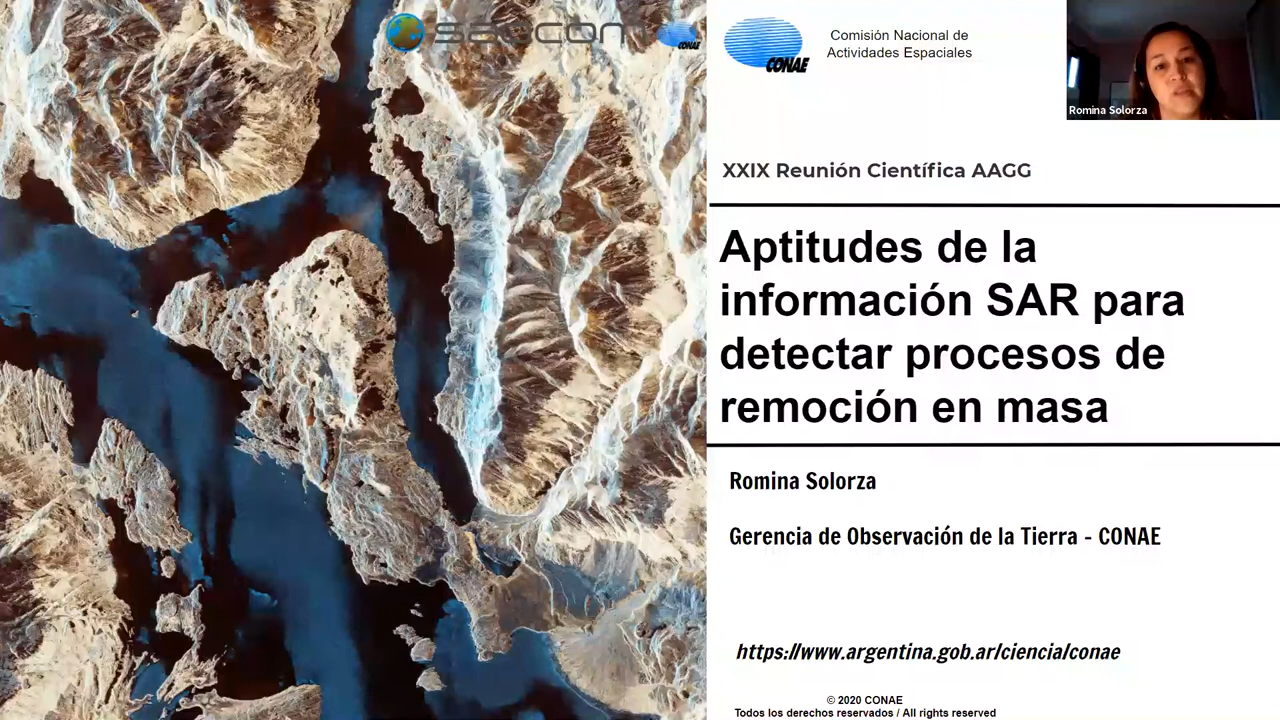 saocom
CONAE
CONAE
Comisión Nacional de
Actividades Espaciales
Romina Solorza
XXIX Reunión Científica AAGG
Aptitudes de la
información SAR para
detectar procesos de
remoción en masa
Romina Solorza
Gerencia de Observación de la Tierra - CONAE
https://www.argentina.gob.ar/ciencia/conae
© 2020 CONAE
Todos los derechos reservados / All rights reserved